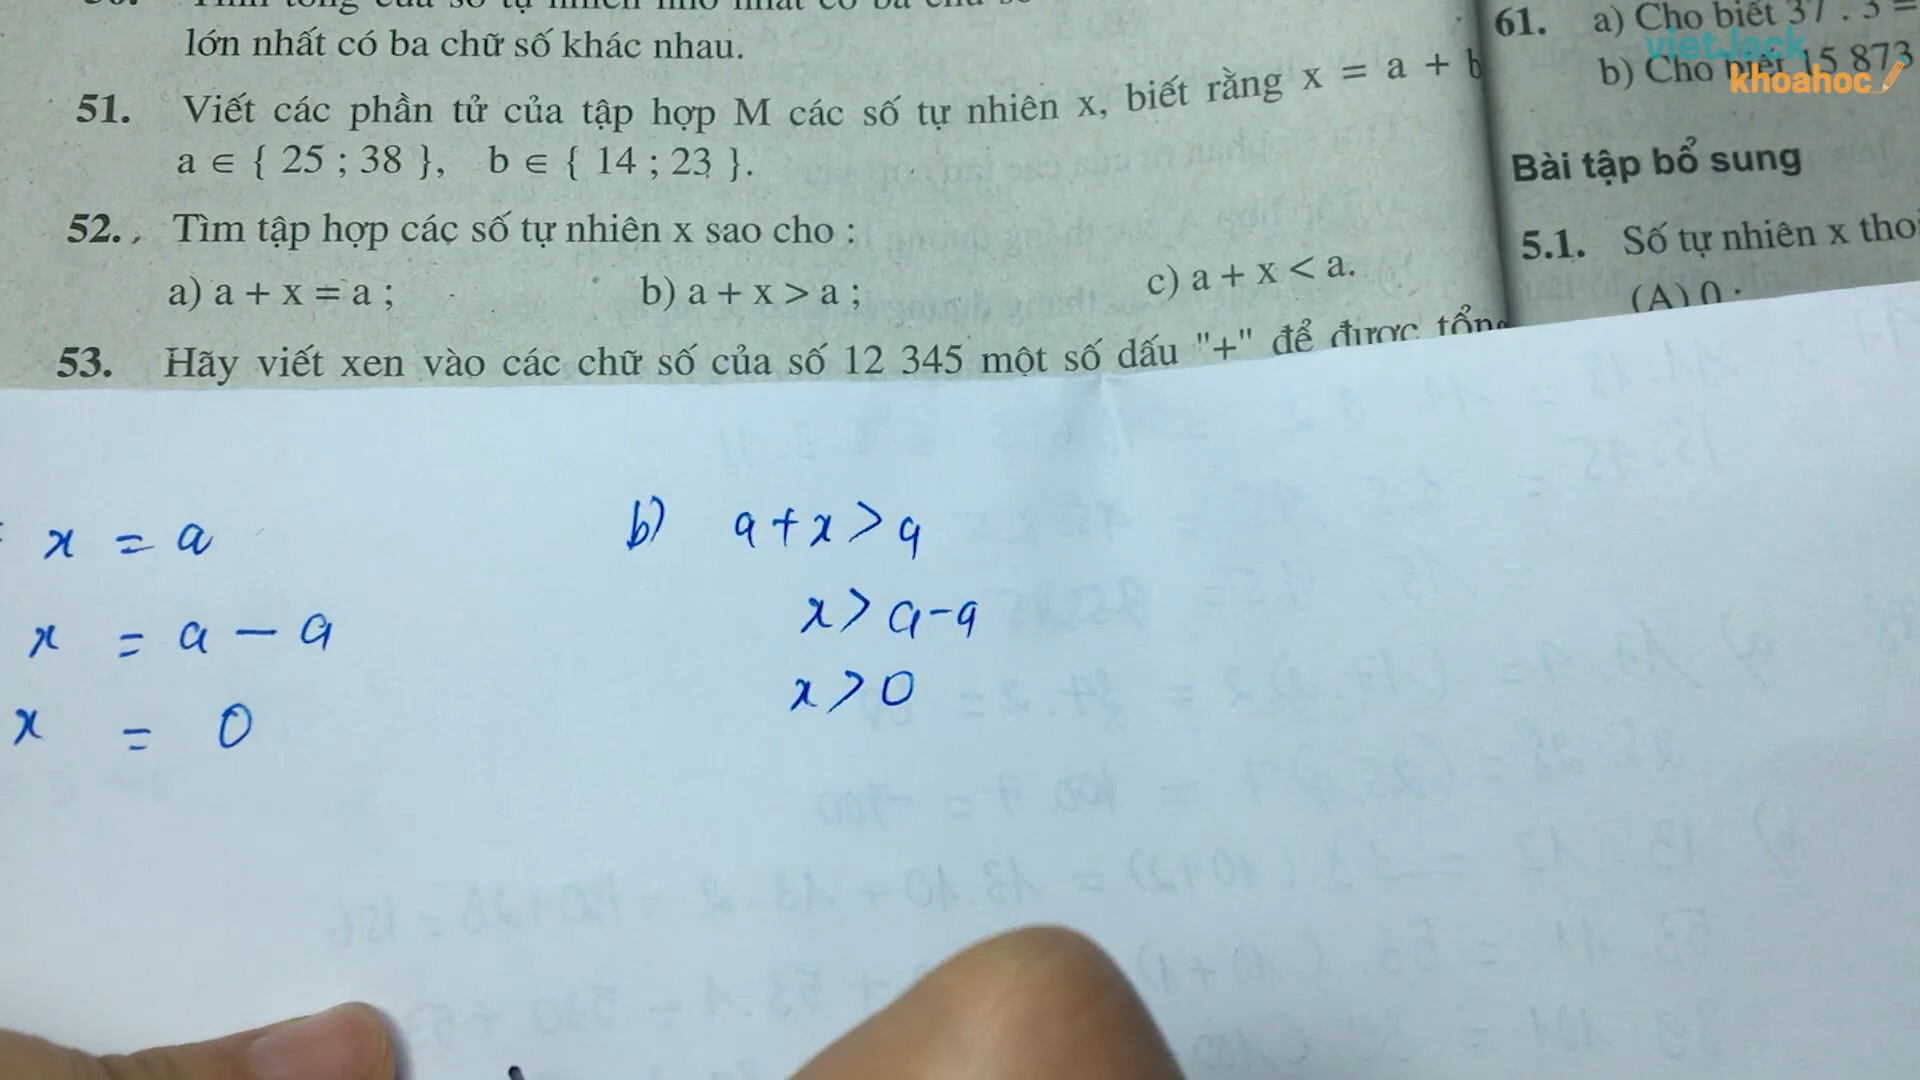 lớn nhất có ba chữ số khác nhau.
51. Viết các phần tử của tập hợp M các số tự nhiên x, biết rằng x = a + b
a ∈ { 25 ; 38 }, b ∈ { 14 ; 23 }.
52. Tìm tập hợp các số tự nhiên x sao cho :
a) a + x = a ; b) a + x > a ; c) a + x < a.
53. Hãy viết xen vào các chữ số của số 12 345 một số dấu "+" để được tổng
61. a) Cho biết 37 . 3 =
b) Cho biết 15 873
vietJack
khoahoc
Bài tập bổ sung
5.1. Số tự nhiên x tho
(A) 0 ;
x = a
x = a - a
x = 0
b) a + x > a
x > a - a
x > 0